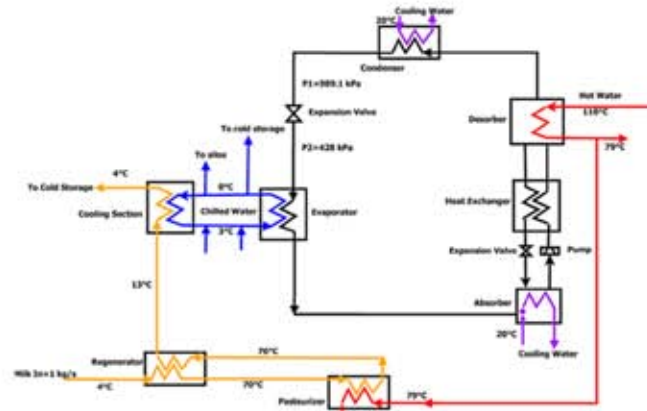 Cooling Water
20°C
Condenser
P1=989.1 kPa
Hot Water
110°C
Expansion Valve
Desorber
To cold storage
79°C
P2=428 kPa
To silos
4°C
To Cold Storage
0°C
Chilled Water
Evaporator
Heat Exchanger
Cooling Section
3°C
Expansion Valve
Pump
13°C
Absorber
20°C
Cooling Water
Regenerator
70°C
Milk In=1 kg/s
4°C
70°C
Pasteurizer
79°C